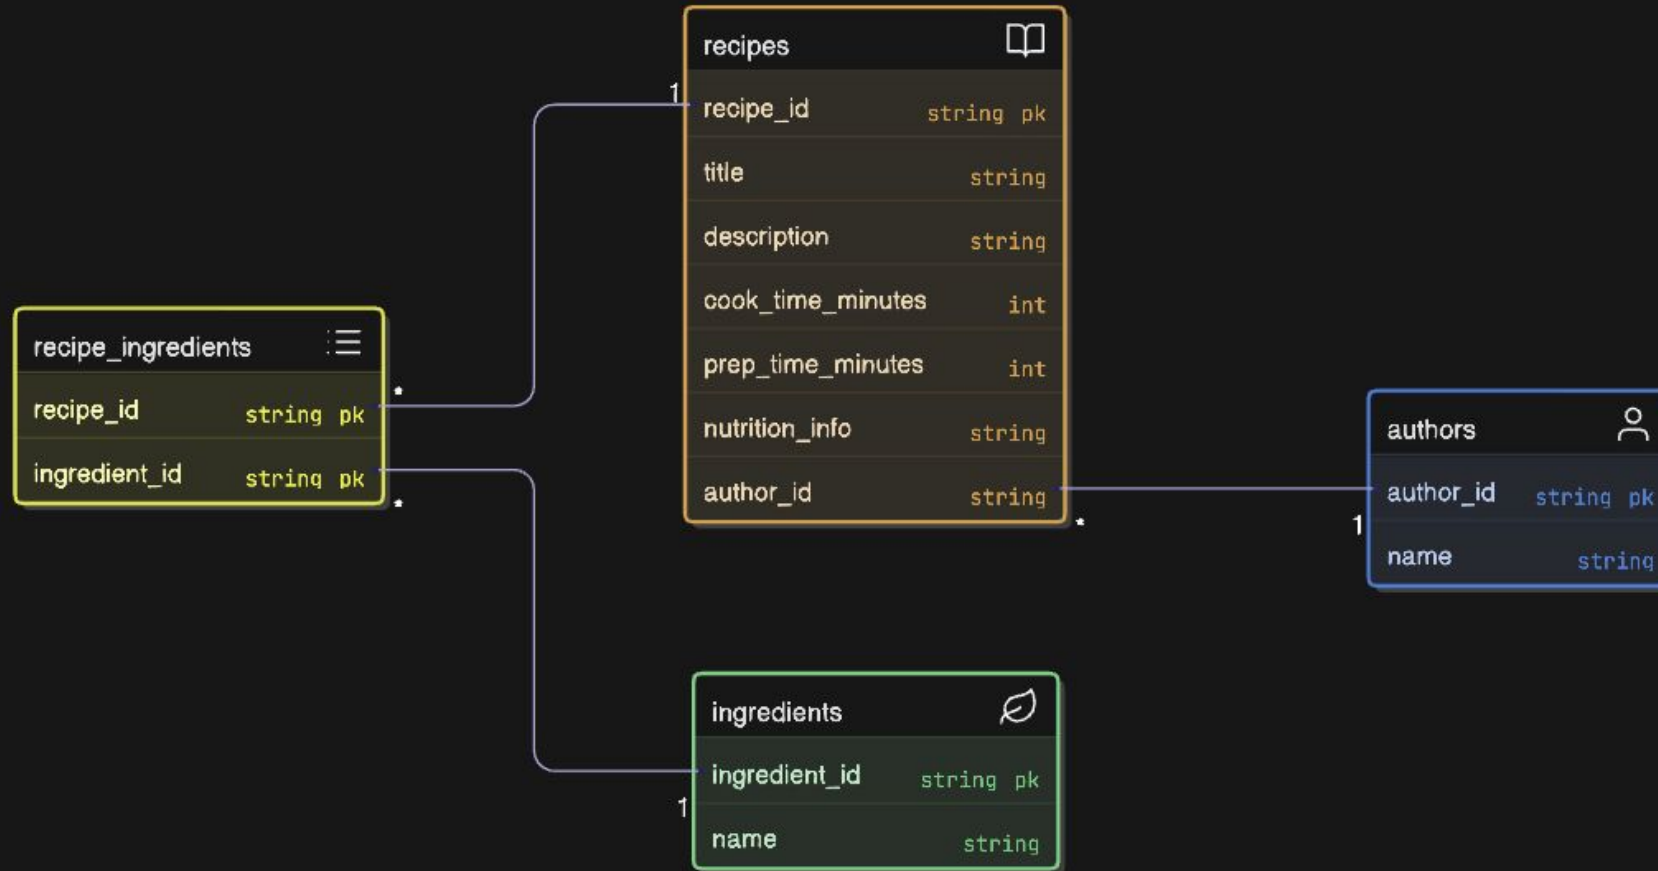 recipes
1
recipe_id string pk
title string
description string
cook_time_minutes int
prep_time_minutes int
nutrition_info string
author_id string
*
recipe_ingredients
*
recipe_id string pk
ingredient_id string pk
*
authors
author_id string pk
1
name string
ingredients
ingredient_id string pk
1
name string